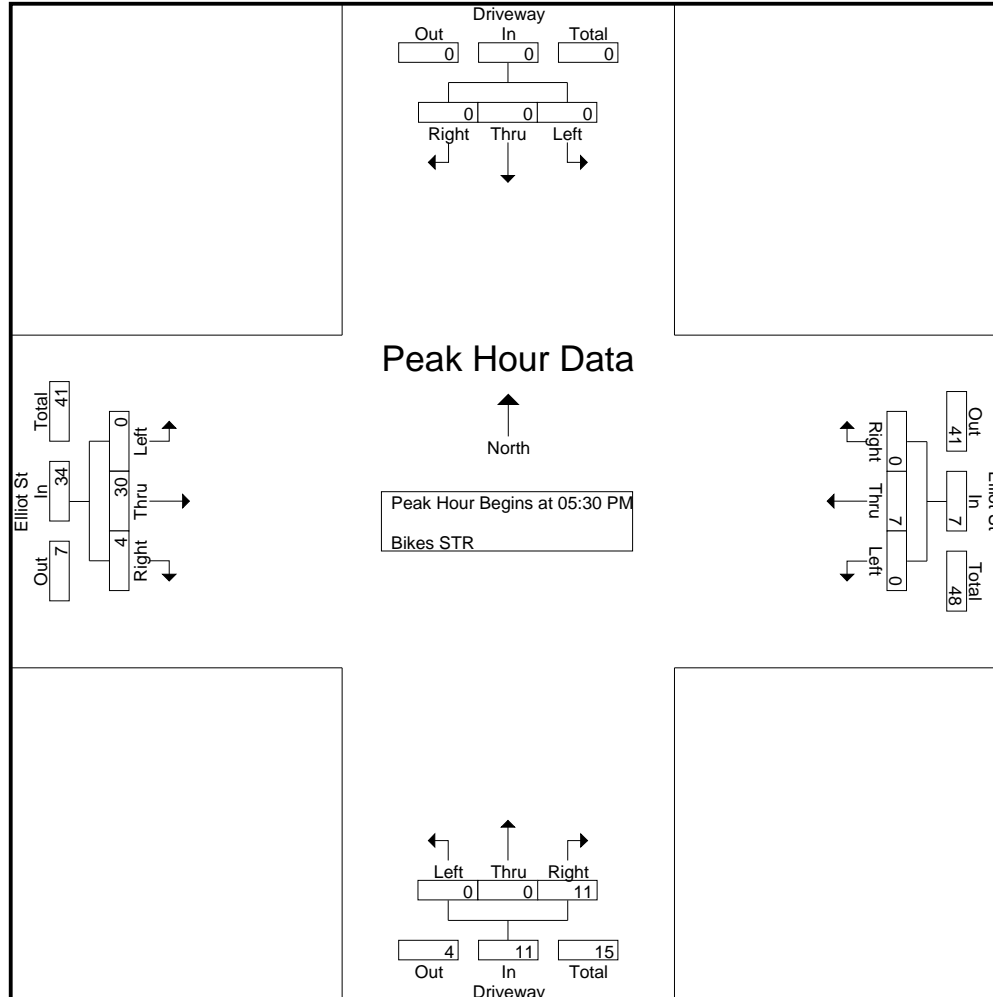 Driveway
Out In Total
0 0 0
0 0 0
Right Thru Left
Peak Hour Data
North
Peak Hour Begins at 05:30 PM
Bikes STR
Elliot St
Total In Out
41 34 7
0 30 4
Left Thru Right
Out In Total
41 7 48
Right Thru Left
0 7 0
Left Thru Right
0 0 11
4 11 15
Out In Total
Driveway